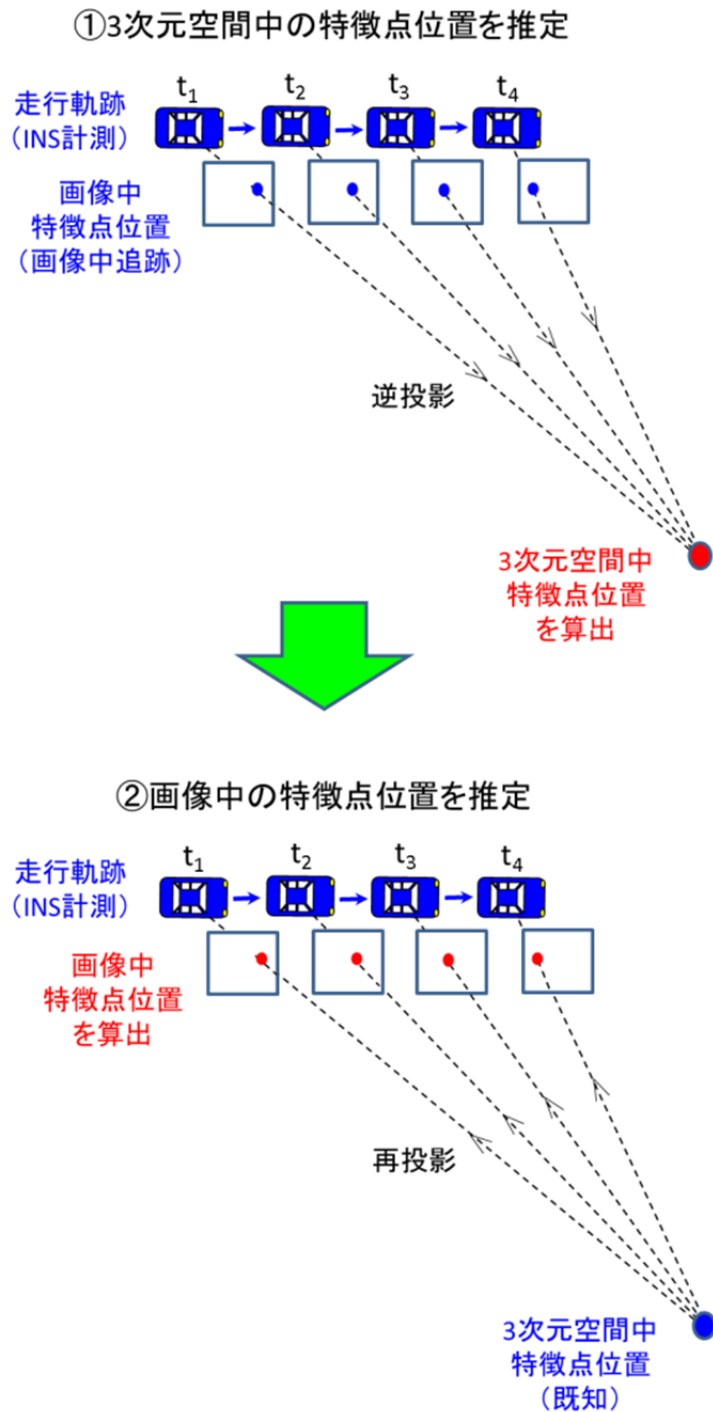 ①3次元空間中の特徴点位置を推定
t₁ t₂ t₃ t₄
走行軌跡
（INS計測）
画像中
特徴点位置
（画像中追跡）
逆投影
3次元空間中
特徴点位置
を算出
②画像中の特徴点位置を推定
t₁ t₂ t₃ t₄
走行軌跡
（INS計測）
画像中
特徴点位置
を算出
再投影
3次元空間中
特徴点位置
（既知）